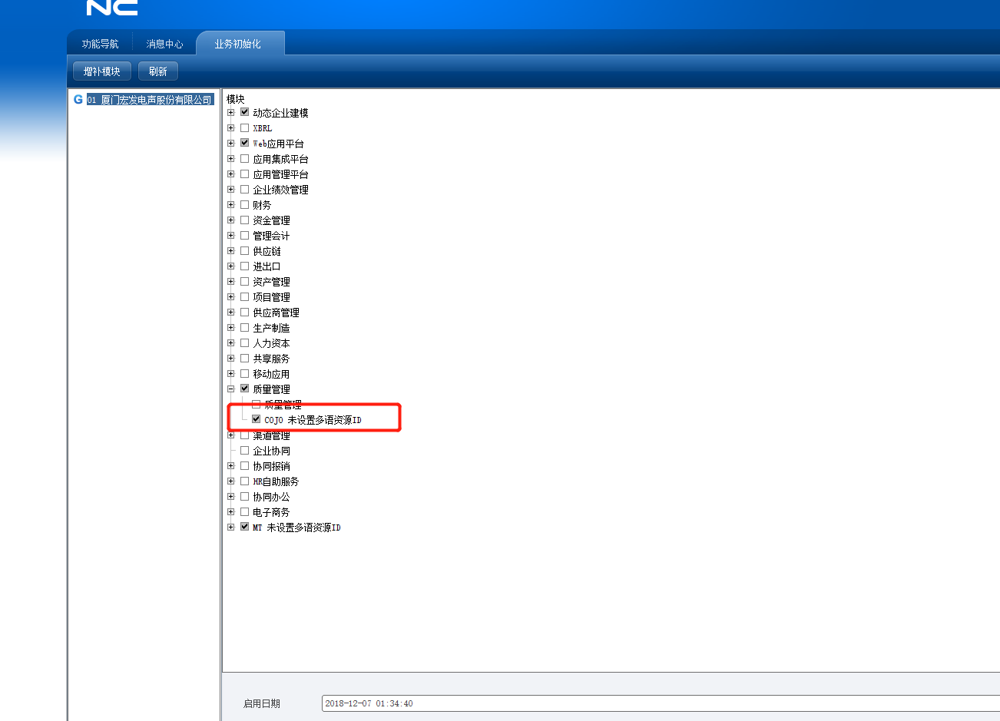 NC
功能导航 消息中心 业务初始化
增补模块 刷新
G 01 厦门宏发电声股份有限公司
模块
动态企业建模
XBRL
Web应用平台
应用集成平台
应用管理平台
企业绩效管理
财务
资金管理
管理会计
供应链
进出口
资产管理
项目管理
供应商管理
生产制造
人力资本
共享服务
移动应用
质量管理
质量管理
COJO 未设置多语资源ID
渠道管理
企业协同
协同报销
HR自助服务
协同办公
电子商务
MT 未设置多语资源ID
启用日期 2018-12-07 01:34:40